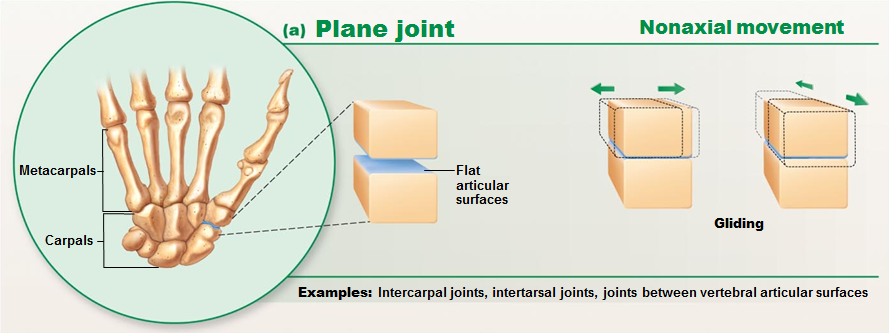 (a) Plane joint
Nonaxial movement
Metacarpals
Carpals
Flat
articular
surfaces
Gliding
Examples: Intercarpal joints, intertarsal joints, joints between vertebral articular surfaces